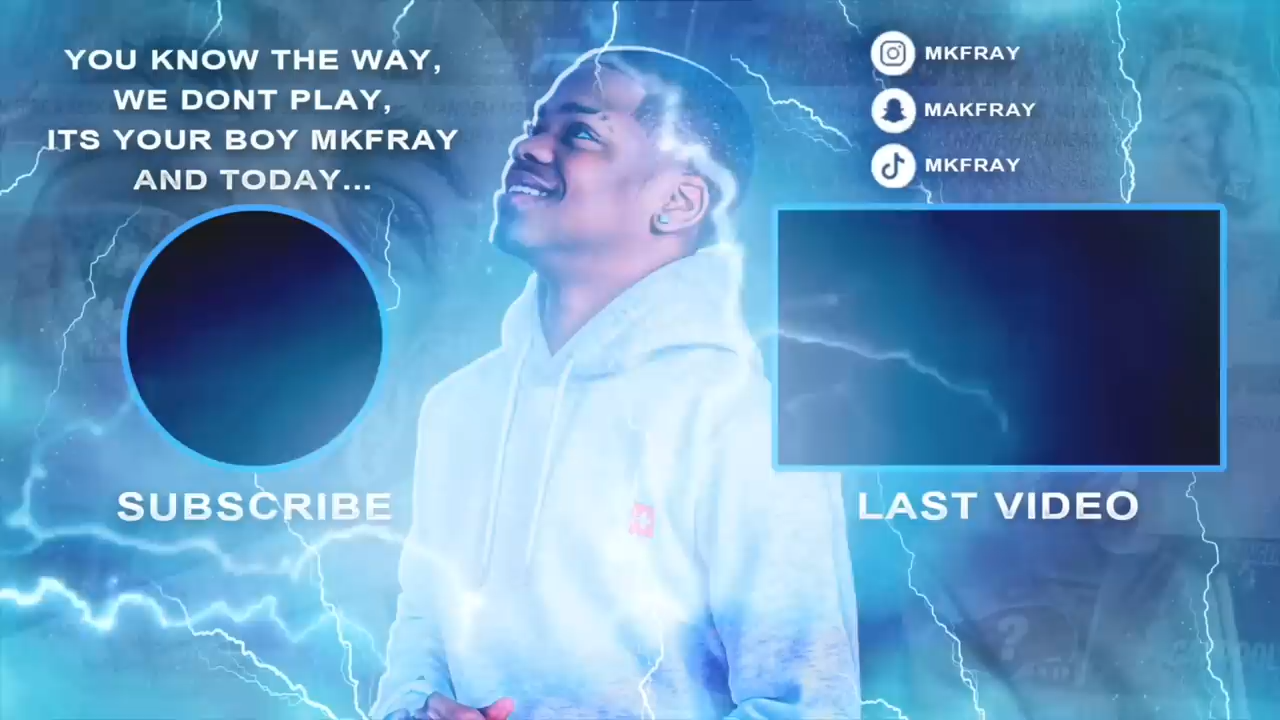 YOU KNOW THE WAY,
WE DONT PLAY,
ITS YOUR BOY MKFRAY
AND TODAY...
MKFRAY
MAKFRAY
MKFRAY
SUBSCRIBE
LAST VIDEO